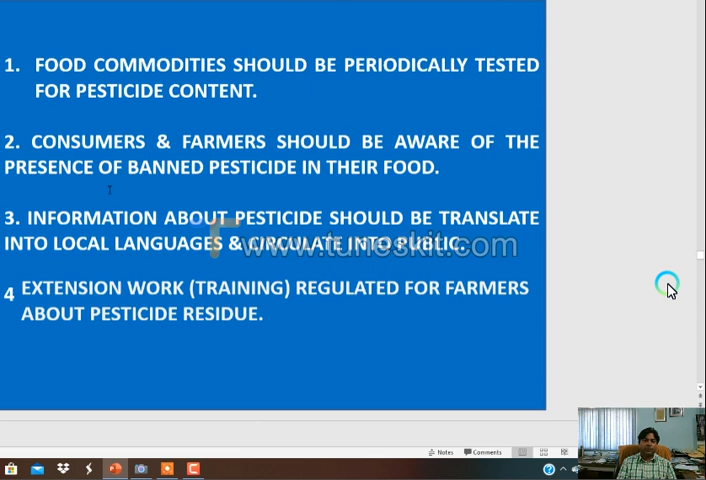 1. FOOD COMMODITIES SHOULD BE PERIODICALLY TESTED
FOR PESTICIDE CONTENT.
2. CONSUMERS & FARMERS SHOULD BE AWARE OF THE
PRESENCE OF BANNED PESTICIDE IN THEIR FOOD.
3. INFORMATION ABOUT PESTICIDE SHOULD BE TRANSLATE
INTO LOCAL LANGUAGES & CIRCULATE INTO PUBLIC.
www.tuneskit.com
4 EXTENSION WORK (TRAINING) REGULATED FOR FARMERS
ABOUT PESTICIDE RESIDUE.
Notes Comments